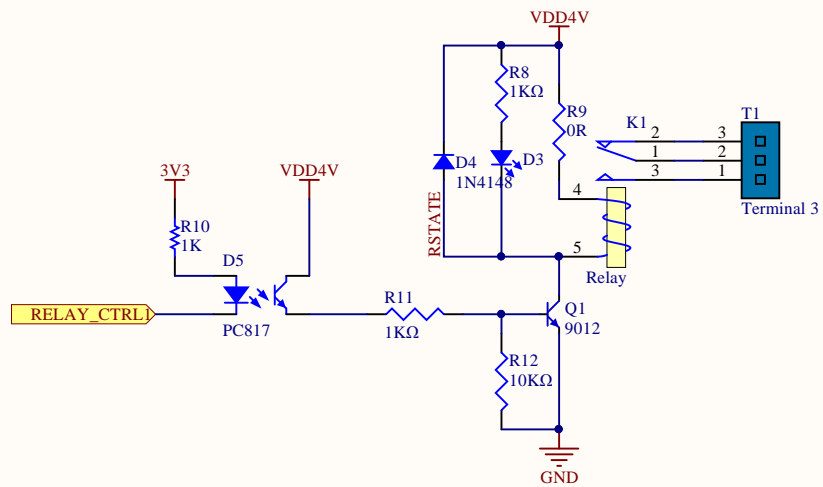 VDD4V
R8
1KΩ
R9
0R
K1
T1
2
3
1
2
3
1
Terminal 3
D4
1N4148
D3
RSTATE
4
5
Relay
3V3
VDD4V
R10
1K
D5
PC817
RELAY_CTRL1
R11
1KΩ
Q1
9012
R12
10KΩ
GND